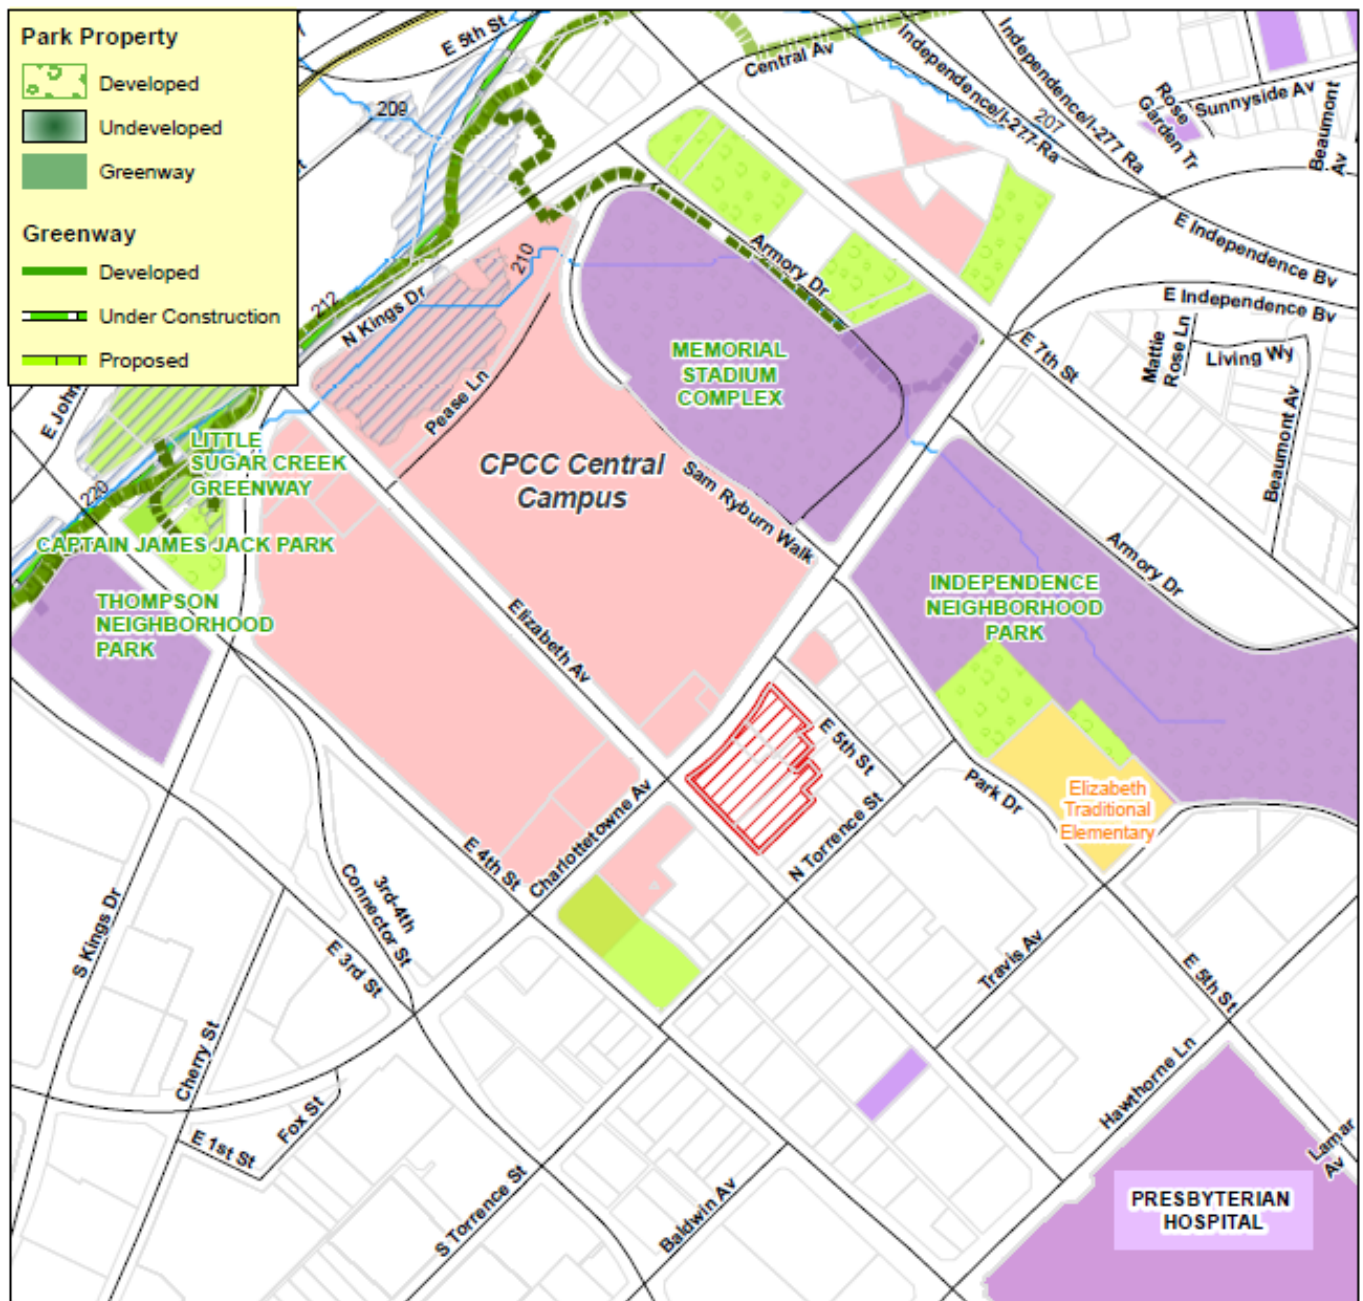 Park Property
Developed
Undeveloped
Greenway
Greenway
Developed
Under Construction
Proposed
E 5th St
Central Av
Independence/I-277-Ra
Independence/I-277 Ra
207
Rose
Garden Tr
Sunnyside Av
Beaumont
Av
209
E Independence Bv
E Independence Bv
210
212
N Kings Dr
Armory Dr
E 7th St
Mattie
Rose Ln
Living Wy
Beaumont Av
MEMORIAL
STADIUM
COMPLEX
Pease Ln
E John
LITTLE
SUGAR CREEK
GREENWAY
220
CPCC Central
Campus
Sam Ryburn Walk
CAPTAIN JAMES JACK PARK
THOMPSON
NEIGHBORHOOD
PARK
Elizabeth Av
INDEPENDENCE
NEIGHBORHOOD
PARK
Armory Dr
E 5th St
Park Dr
Elizabeth
Traditional
Elementary
N Torrence St
Charlottetowne Av
E 4th St
3rd-4th
Connector St
S Kings Dr
E 3rd St
Cherry St
Travis Av
E 5th St
Hawthorne Ln
Fox St
E 1st St
Lamar
Av
S Torrence St
Baldwin Av
PRESBYTERIAN
HOSPITAL